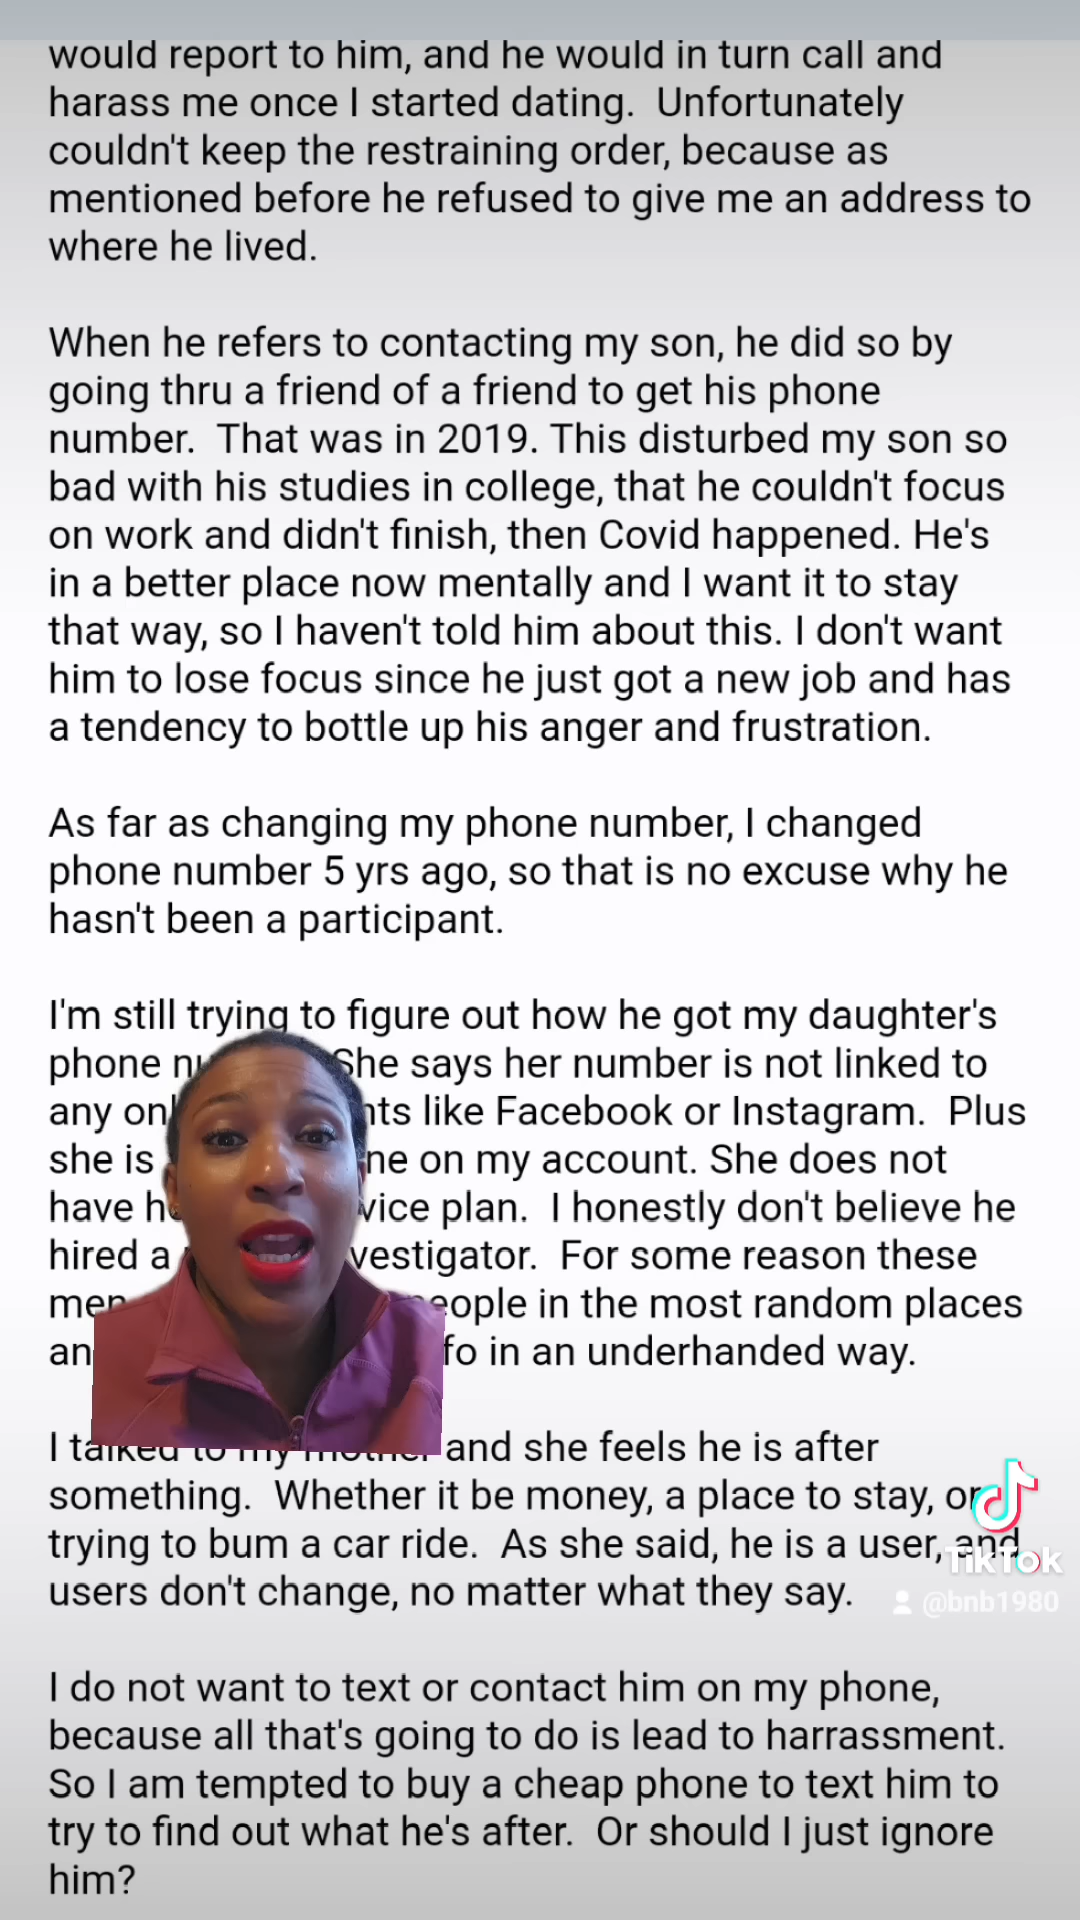 would report to him, and he would in turn call and
harass me once I started dating.  Unfortunately
couldn't keep the restraining order, because as
mentioned before he refused to give me an address to
where he lived.
When he refers to contacting my son, he did so by
going thru a friend of a friend to get his phone
number.  That was in 2019. This disturbed my son so
bad with his studies in college, that he couldn't focus
on work and didn't finish, then Covid happened. He's
in a better place now mentally and I want it to stay
that way, so I haven't told him about this. I don't want
him to lose focus since he just got a new job and has
a tendency to bottle up his anger and frustration.
As far as changing my phone number, I changed
phone number 5 yrs ago, so that is no excuse why he
hasn't been a participant.
I'm still trying to figure out how he got my daughter's
phone She says her number is not linked to
any like Facebook or Instagram.  Plus
she is on my account. She does not
have plan.  I honestly don't believe he
hired a For some reason these
in the most random places
in an underhanded way.
I talked to my mother and she feels he is after
something.  Whether it be money, a place to stay, or
trying to bum a car ride.  As she said, he is a user, and
users don't change, no matter what they say.
I do not want to text or contact him on my phone,
because all that's going to do is lead to harrassment.
So I am tempted to buy a cheap phone to text him to
try to find out what he's after.  Or should I just ignore
him?
TikTok
@bnb1980